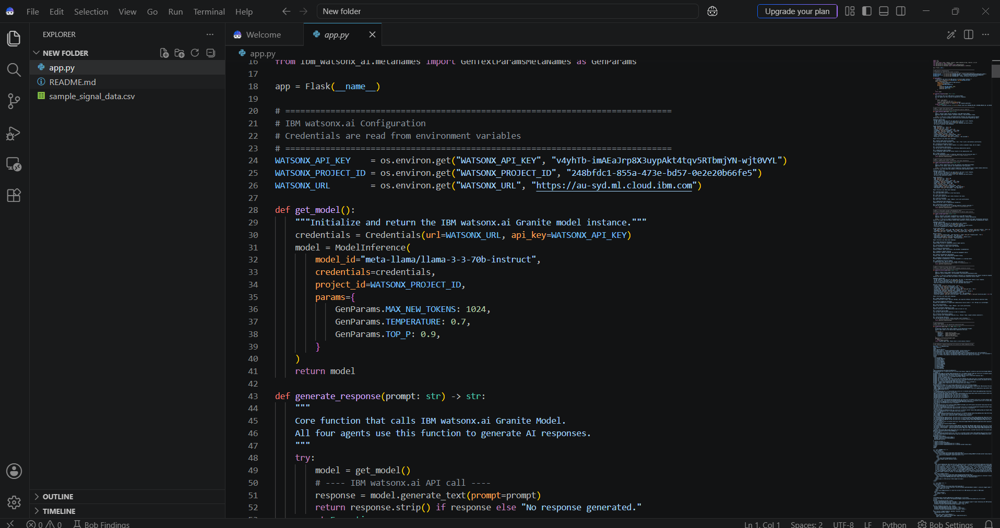 File Edit Selection View Go Run Terminal Help
New folder
Upgrade your plan
EXPLORER
NEW FOLDER
app.py
README.md
sample_signal_data.csv
OUTLINE
TIMELINE
Welcome
app.py
app.py
16 from ibm_watsonx_ai.metanames import GenTextParamsMetaNames as GenParams
17
18 app = Flask(__name__)
19
20 # =============================================================================
21 # IBM watsonx.ai Configuration
22 # Credentials are read from environment variables
23 # =============================================================================
24 WATSONX_API_KEY    = os.environ.get("WATSONX_API_KEY", "v4yhTb-imAEaJrp8X3uypAkt4tqv5RTbmjYN-wjt0VYL")
25 WATSONX_PROJECT_ID = os.environ.get("WATSONX_PROJECT_ID", "248bfdc1-855a-473e-bd57-0e2e20b66fe5")
26 WATSONX_URL        = os.environ.get("WATSONX_URL", "https://au-syd.ml.cloud.ibm.com")
27
28 def get_model():
29     """Initialize and return the IBM watsonx.ai Granite model instance."""
30     credentials = Credentials(url=WATSONX_URL, api_key=WATSONX_API_KEY)
31     model = ModelInference(
32         model_id="meta-llama/llama-3-3-70b-instruct",
33         credentials=credentials,
34         project_id=WATSONX_PROJECT_ID,
35         params={
36             GenParams.MAX_NEW_TOKENS: 1024,
37             GenParams.TEMPERATURE: 0.7,
38             GenParams.TOP_P: 0.9,
39         }
40     )
41     return model
42
43 def generate_response(prompt: str) -> str:
44     """
45     Core function that calls IBM watsonx.ai Granite Model.
46     All four agents use this function to generate AI responses.
47     """
48     try:
49         model = get_model()
50         # ---- IBM watsonx.ai API call ----
51         response = model.generate_text(prompt=prompt)
52         return response.strip() if response else "No response generated."
0 0 Bob Findings
Ln 1, Col 1 Spaces: 2 UTF-8 LF Python Bob Settings